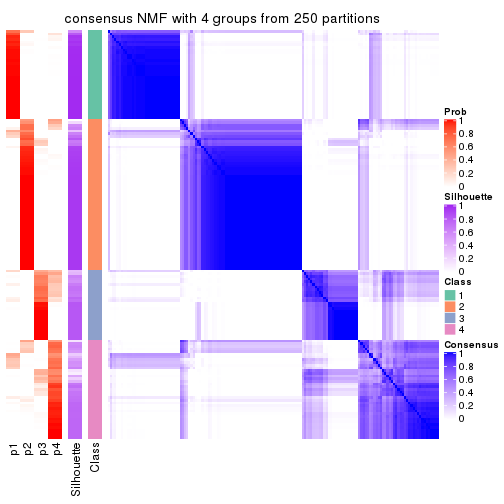 consensus NMF with 4 groups from 250 partitions
Prob
1
0.8
0.6
0.4
0.2
0
Silhouette
1
0.8
0.6
0.4
0.2
0
Class
1
2
3
4
Consensus
1
0.8
0.6
0.4
0.2
0
p1
p2
p3
p4
Silhouette
Class